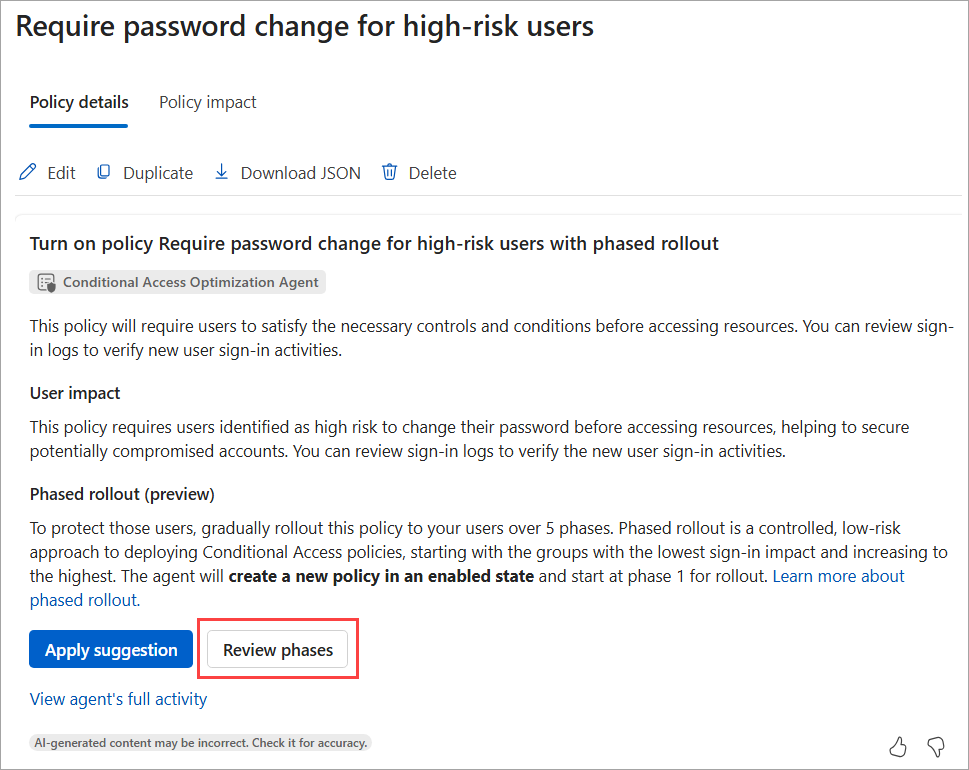 Require password change for high-risk users
Policy details Policy impact
Edit Duplicate Download JSON Delete
Turn on policy Require password change for high-risk users with phased rollout
Conditional Access Optimization Agent
This policy will require users to satisfy the necessary controls and conditions before accessing resources. You can review sign-
in logs to verify new user sign-in activities.
User impact
This policy requires users identified as high risk to change their password before accessing resources, helping to secure
potentially compromised accounts. You can review sign-in logs to verify the new user sign-in activities.
Phased rollout (preview)
To protect those users, gradually rollout this policy to your users over 5 phases. Phased rollout is a controlled, low-risk
approach to deploying Conditional Access policies, starting with the groups with the lowest sign-in impact and increasing to
the highest. The agent will create a new policy in an enabled state and start at phase 1 for rollout. Learn more about
phased rollout.
Apply suggestion Review phases
View agent's full activity
AI-generated content may be incorrect. Check it for accuracy.